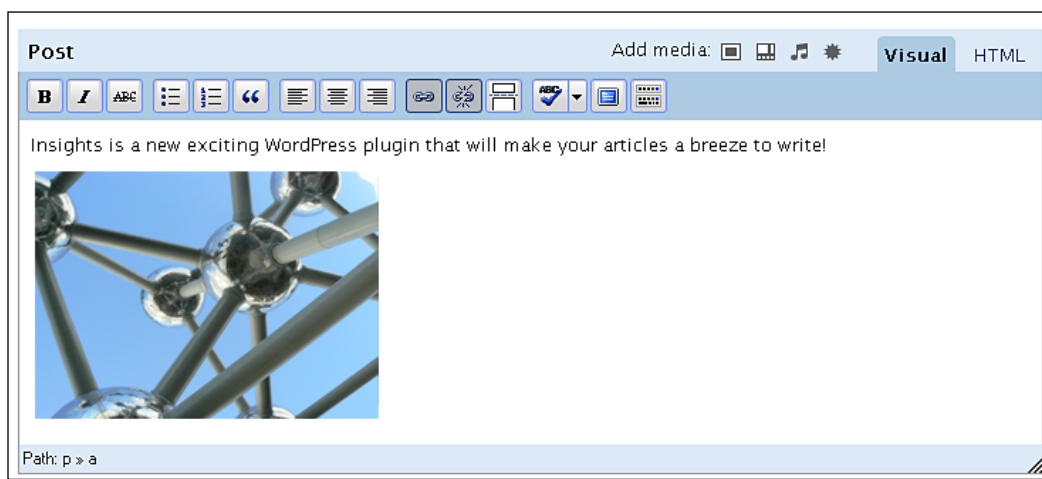 Post Add media: Visual HTML
B I ABC ABC
Insights is a new exciting WordPress plugin that will make your articles a breeze to write!
Path: p » a